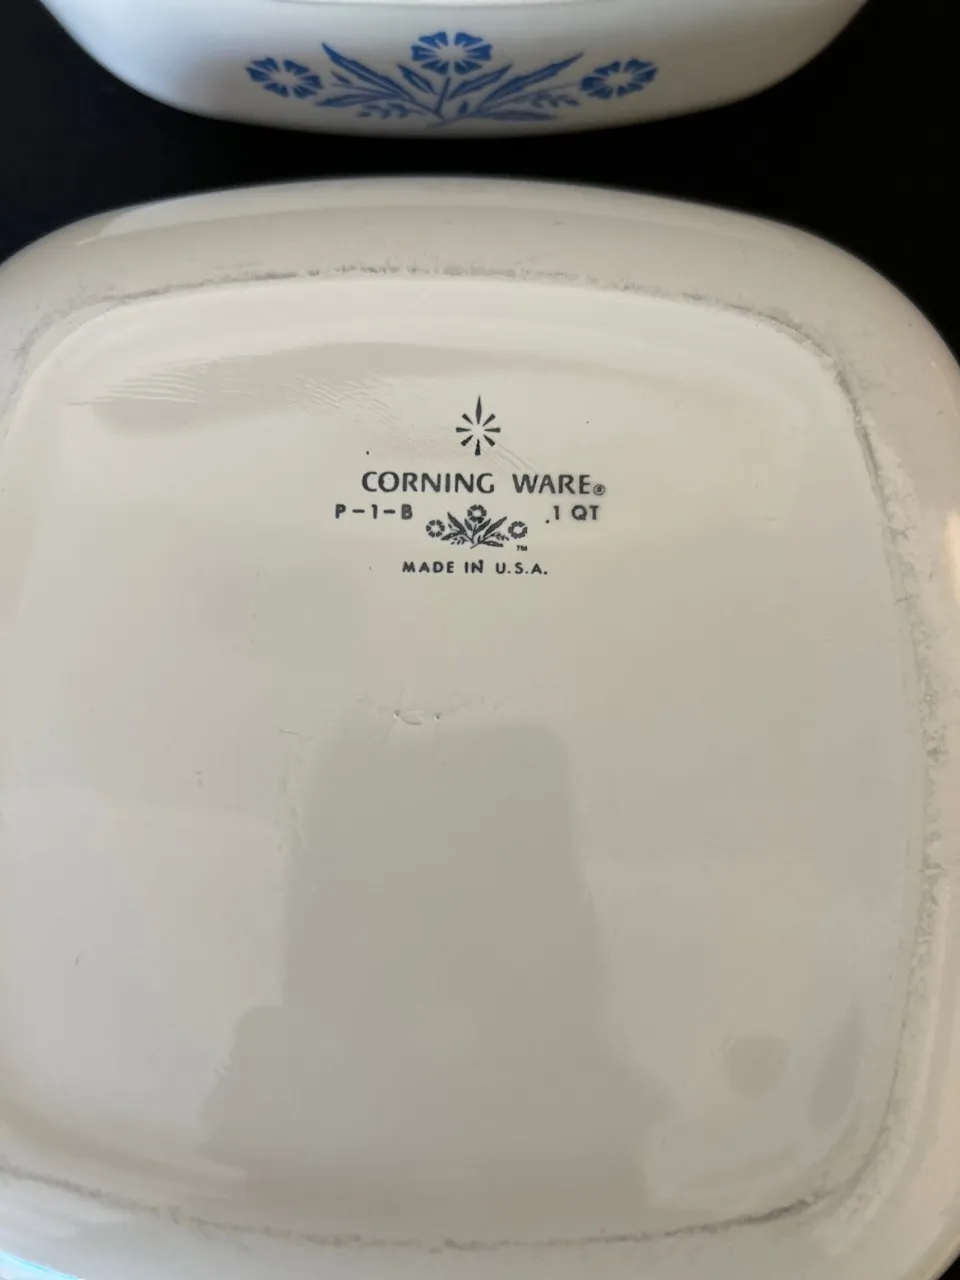 CORNING WARE®
P-1-B .1 QT
™
MADE IN U.S.A.